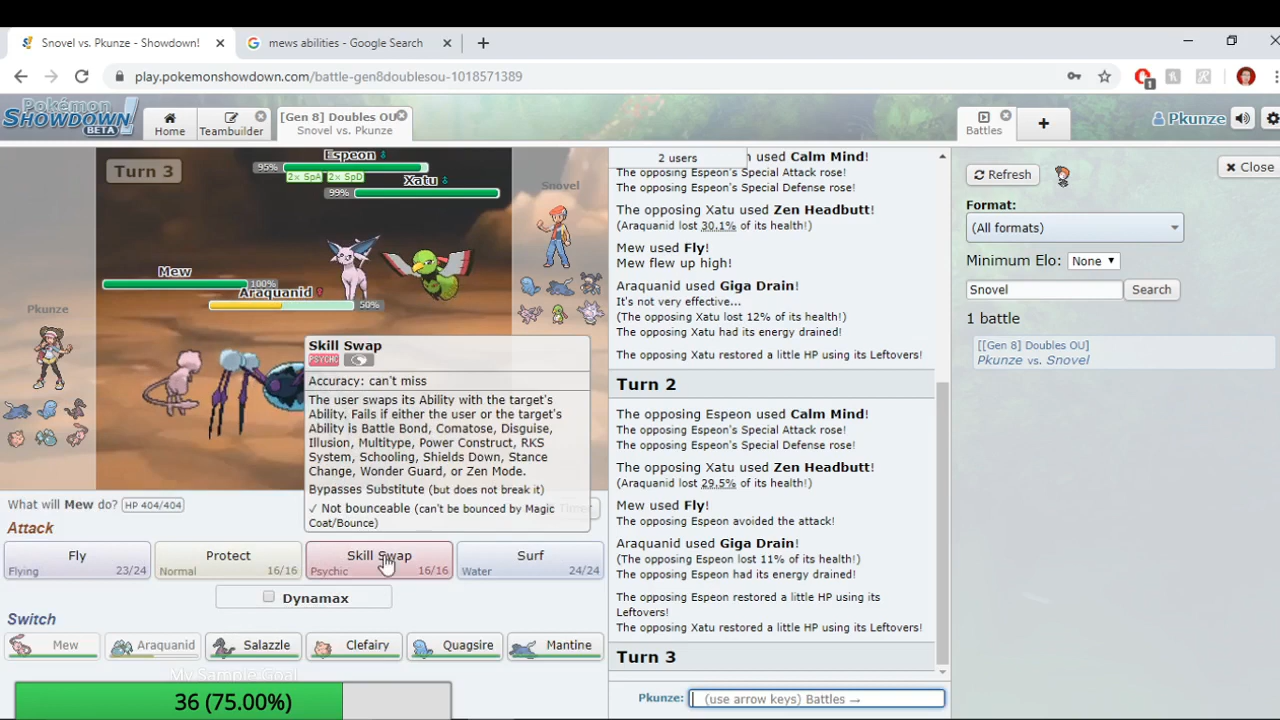 Snovel vs. Pkunze - Showdown!
mews abilities - Google Search
play.pokemonshowdown.com/battle-gen8doublesou-1018571389
1
Pokémon
SHOWDOWN!
BETA
Home
Teambuilder
[Gen 8] Doubles OU
Snovel vs. Pkunze
Battles
Pkunze
Turn 3
Espeon
95%
2x SpA 2x SpD
Xatu
99%
Snovel
Mew
100%
Araquanid
50%
Pkunze
Skill Swap
PSYCHC
Accuracy: can't miss
The user swaps its Ability with the target's
Ability. Fails if either the user or the target's
Ability is Battle Bond, Comatose, Disguise,
Illusion, Multitype, Power Construct, RKS
System, Schooling, Shields Down, Stance
Change, Wonder Guard, or Zen Mode.
Bypasses Substitute (but does not break it)
✓ Not bounceable (can't be bounced by Magic
Coat/Bounce)
What will Mew do? HP 404/404
Attack
Fly
Flying 23/24
Protect
Normal 16/16
Skill Swap
Psychic 16/16
Surf
Water 24/24
Dynamax
Switch
Mew
Araquanid
Salazzle
Clefairy
Quagsire
Mantine
My Sample Goal
36 (75.00%)
2 users
used Calm Mind!
The opposing Espeon's Special Attack rose!
The opposing Espeon's Special Defense rose!
The opposing Xatu used Zen Headbutt!
(Araquanid lost 30.1% of its health!)
Mew used Fly!
Mew flew up high!
Araquanid used Giga Drain!
It's not very effective...
(The opposing Xatu lost 12% of its health!)
The opposing Xatu had its energy drained!
The opposing Xatu restored a little HP using its Leftovers!
Turn 2
The opposing Espeon used Calm Mind!
The opposing Espeon's Special Attack rose!
The opposing Espeon's Special Defense rose!
The opposing Xatu used Zen Headbutt!
(Araquanid lost 29.5% of its health!)
Mew used Fly!
The opposing Espeon avoided the attack!
Araquanid used Giga Drain!
(The opposing Espeon lost 11% of its health!)
The opposing Espeon had its energy drained!
The opposing Espeon restored a little HP using its
Leftovers!
The opposing Xatu restored a little HP using its Leftovers!
Turn 3
Pkunze: (use arrow keys) Battles →
Refresh
Close
Format:
(All formats)
Minimum Elo: None
Snovel
Search
1 battle
[[Gen 8] Doubles OU]
Pkunze vs. Snovel